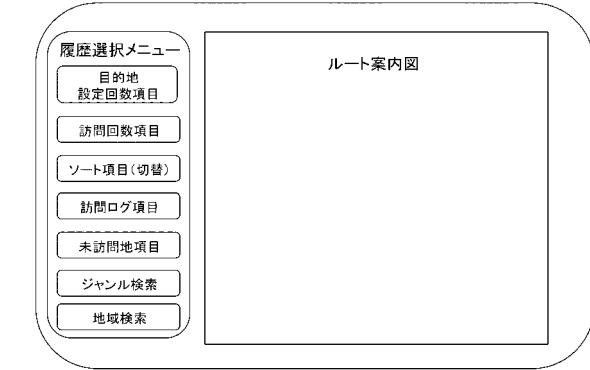 履歴選択メニュー
目的地
設定回数項目
訪問回数項目
ソート項目(切替)
訪問ログ項目
未訪問地項目
ジャンル検索
地域検索
ルート案内図